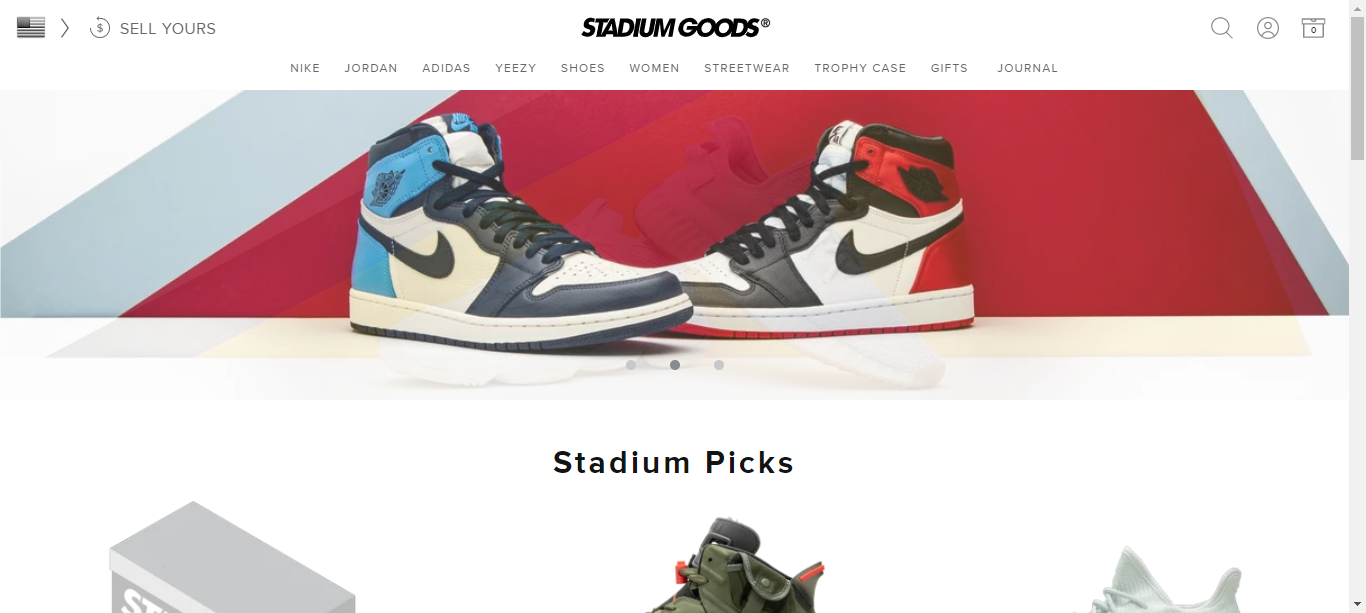 SELL YOURS
STADIUM GOODS®
0
NIKE JORDAN ADIDAS YEEZY SHOES WOMEN STREETWEAR TROPHY CASE GIFTS JOURNAL
Stadium Picks